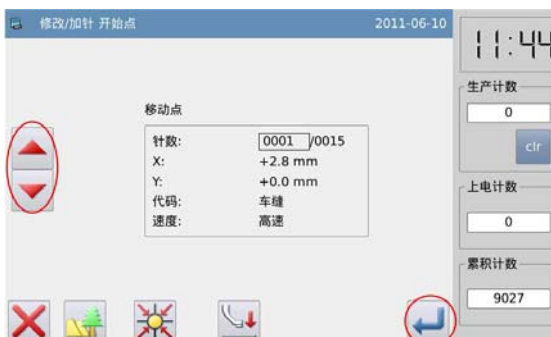 修改/加针 开始点 2011-06-10
11:44
移动点
针数: 0001 /0015
X: +2.8 mm
Y: +0.0 mm
代码: 车缝
速度: 高速
生产计数
0
clr
上电计数
0
累积计数
9027